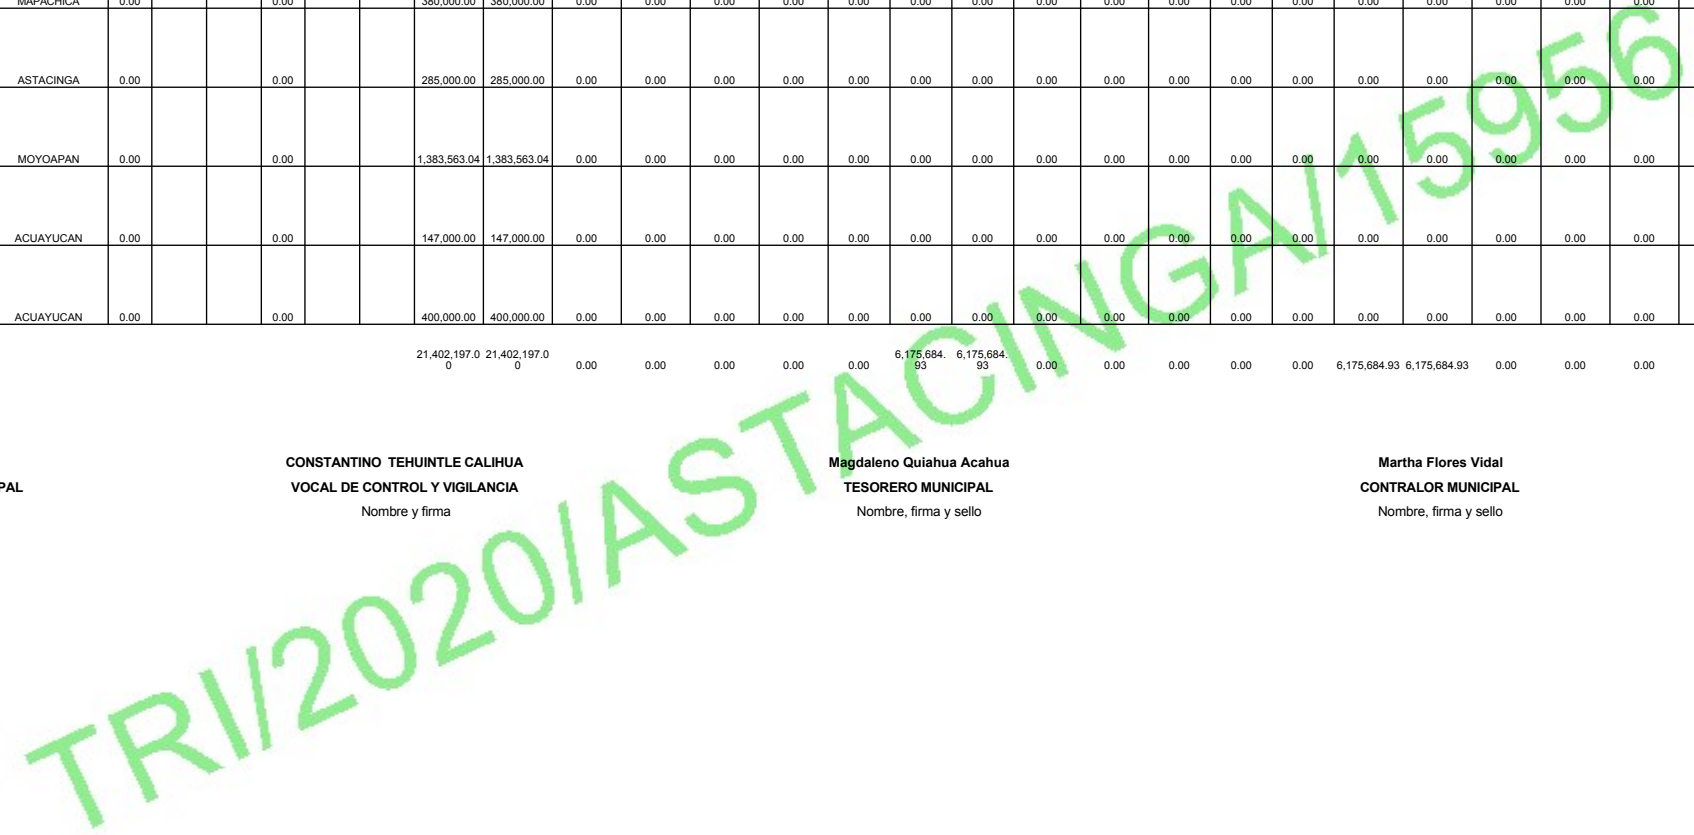 MAPACHICA 0.00 0.00 380,000.00 380,000.00 0.00 0.00 0.00 0.00 0.00 0.00 0.00 0.00 0.00 0.00 0.00 0.00 0.00 0.00 0.00 0.00 0.00
ASTACINGA 0.00 0.00 285,000.00 285,000.00 0.00 0.00 0.00 0.00 0.00 0.00 0.00 0.00 0.00 0.00 0.00 0.00 0.00 0.00 0.00 0.00 0.00
MOYOAPAN 0.00 0.00 1,383,563.04 1,383,563.04 0.00 0.00 0.00 0.00 0.00 0.00 0.00 0.00 0.00 0.00 0.00 0.00 0.00 0.00 0.00 0.00 0.00
ACUAYUCAN 0.00 0.00 147,000.00 147,000.00 0.00 0.00 0.00 0.00 0.00 0.00 0.00 0.00 0.00 0.00 0.00 0.00 0.00 0.00 0.00 0.00 0.00
ACUAYUCAN 0.00 0.00 400,000.00 400,000.00 0.00 0.00 0.00 0.00 0.00 0.00 0.00 0.00 0.00 0.00 0.00 0.00 0.00 0.00 0.00 0.00 0.00
21,402,197.0 21,402,197.0 6,175,684. 6,175,684.
0 0 0.00 0.00 0.00 0.00 0.00 93 93 0.00 0.00 0.00 0.00 0.00 6,175,684.93 6,175,684.93 0.00 0.00 0.00
CONSTANTINO TEHUINTLE CALIHUA Magdaleno Quiahua Acahua Martha Flores Vidal
PAL VOCAL DE CONTROL Y VIGILANCIA TESORERO MUNICIPAL CONTRALOR MUNICIPAL
Nombre y firma Nombre, firma y sello Nombre, firma y sello
TRI/2020/ASTACINGA/15956